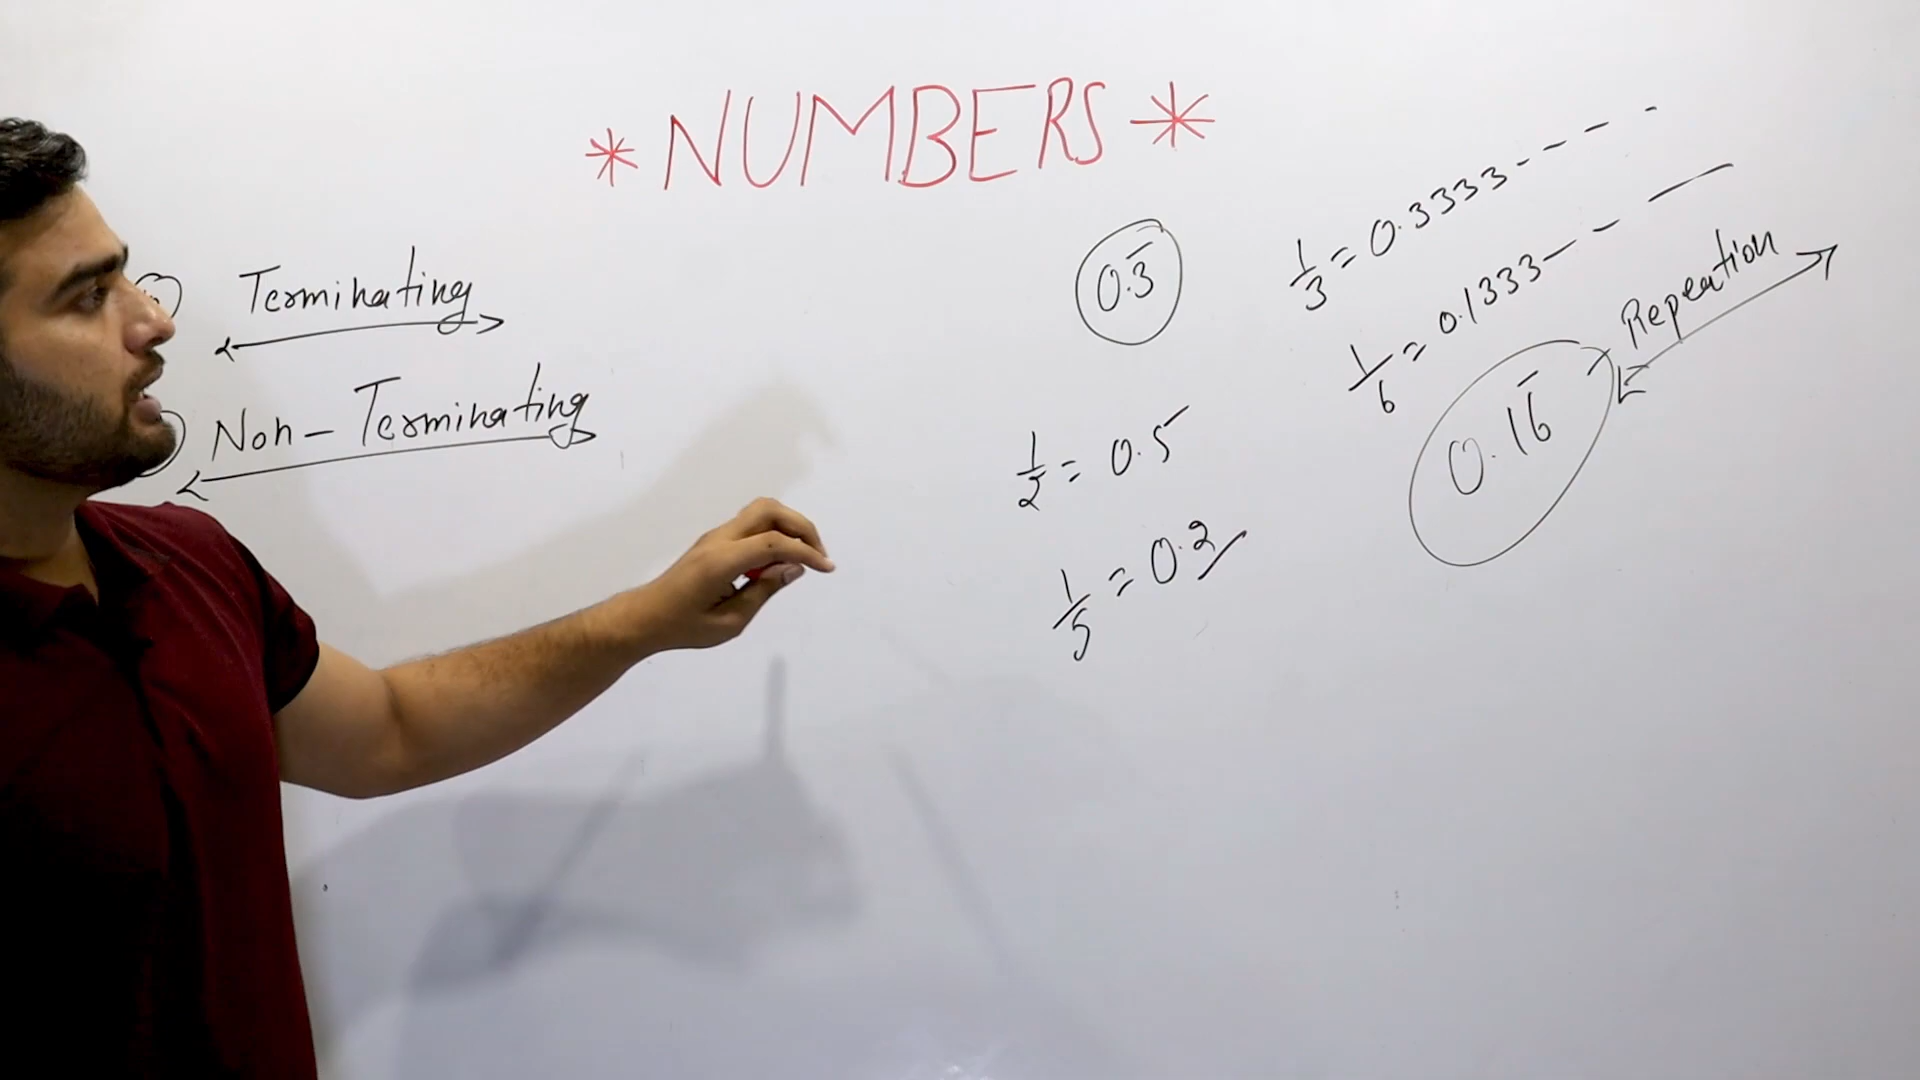 * NUMBERS *
Terminating
Non-Terminating
0.3̅
1/3 = 0.3333-----
1/6 = 0.1333---
Repeation
0.16̅
1/2 = 0.5
1/5 = 0.2